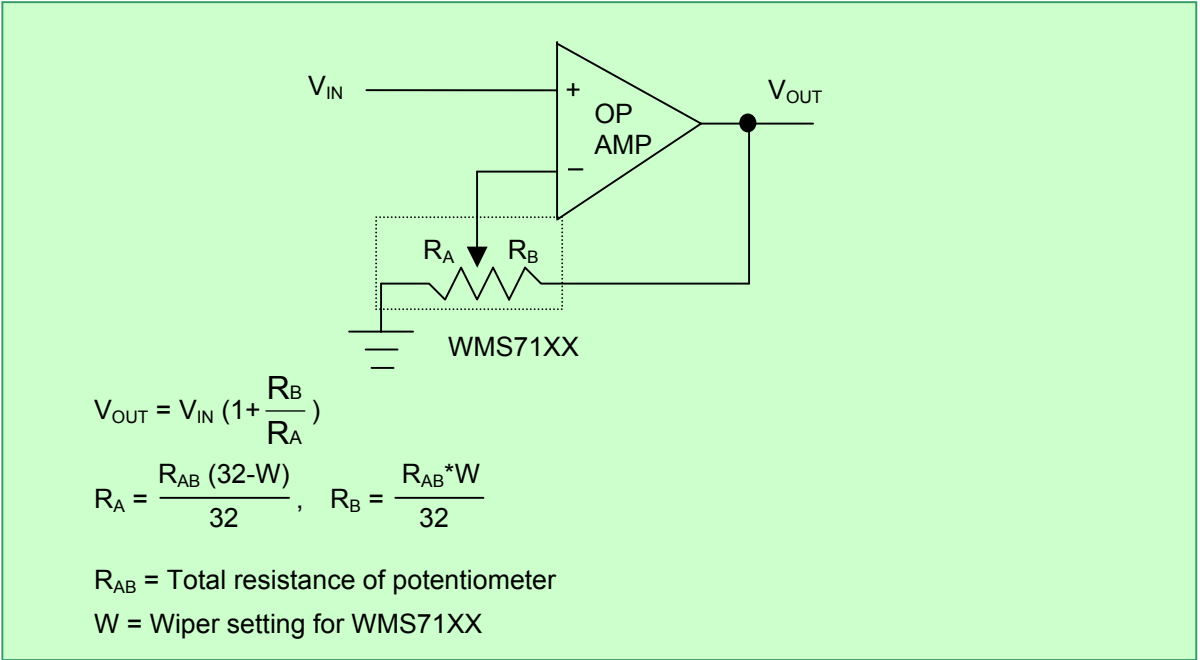 V_IN
+
OP
AMP
−
V_OUT
R_A
R_B
WMS71XX
V_OUT = V_IN (1+ R_B / R_A )
R_A = R_AB (32-W) / 32 , R_B = R_AB*W / 32
R_AB = Total resistance of potentiometer
W = Wiper setting for WMS71XX